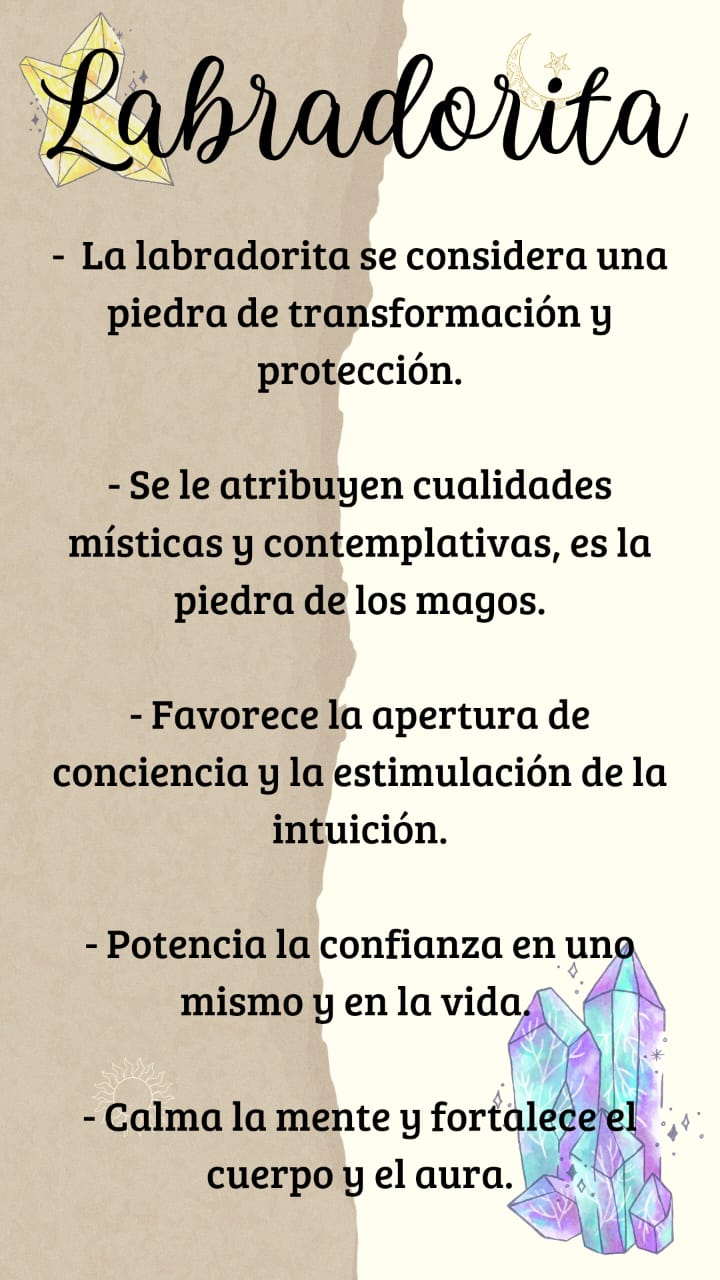 Labradorita
- La labradorita se considera una
piedra de transformación y
protección.
- Se le atribuyen cualidades
místicas y contemplativas, es la
piedra de los magos.
- Favorece la apertura de
conciencia y la estimulación de la
intuición.
- Potencia la confianza en uno
mismo y en la vida.
- Calma la mente y fortalece el
cuerpo y el aura.